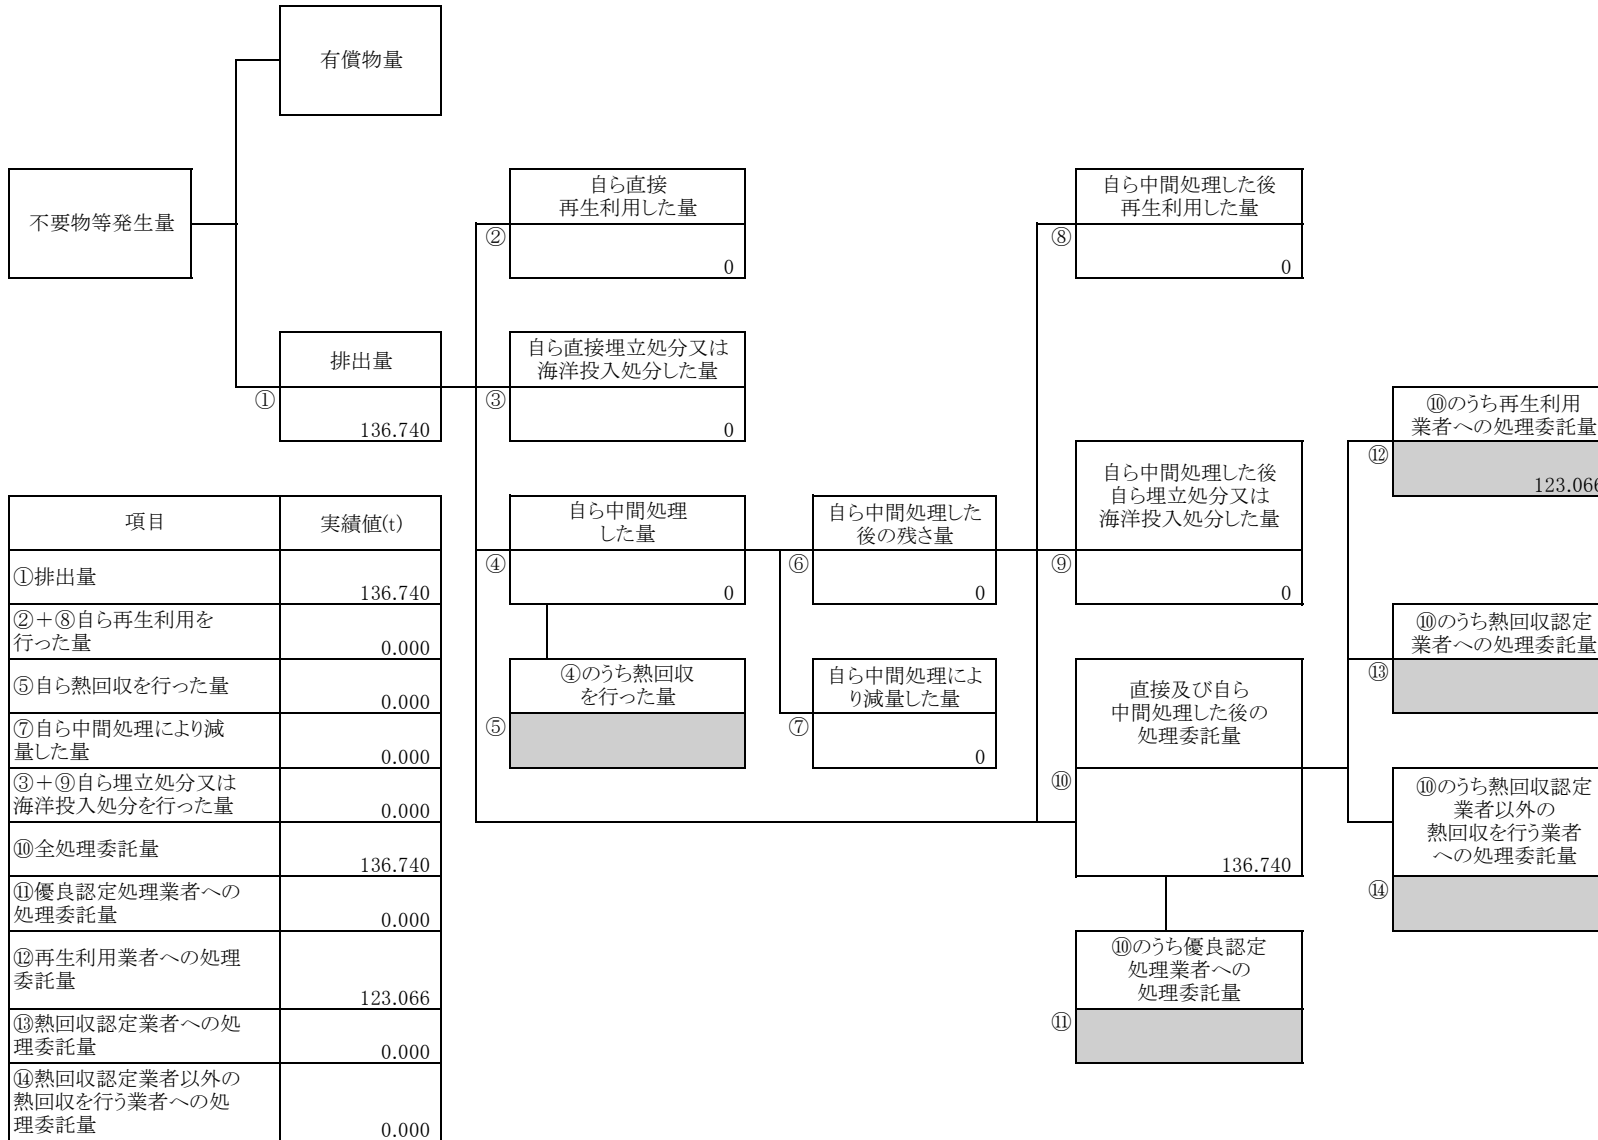 有償物量
不要物等発生量
排出量
①
136.740
自ら直接
再生利用した量
②
0
自ら直接埋立処分又は
海洋投入処分した量
③
0
自ら中間処理
した量
④
0
④のうち熱回収
を行った量
⑤
自ら中間処理した
後の残さ量
⑥
0
自ら中間処理によ
り減量した量
⑦
0
自ら中間処理した後
再生利用した量
⑧
0
自ら中間処理した後
自ら埋立処分又は
海洋投入処分した量
⑨
0
直接及び自ら
中間処理した後の
処理委託量
⑩
136.740
⑩のうち優良認定
処理業者への
処理委託量
⑪
⑩のうち再生利用
業者への処理委託量
⑫
123.066
⑩のうち熱回収認定
業者への処理委託量
⑬
⑩のうち熱回収認定
業者以外の
熱回収を行う業者
への処理委託量
⑭
項目 実績値(t)
①排出量 136.740
②+⑧自ら再生利用を
行った量 0.000
⑤自ら熱回収を行った量 0.000
⑦自ら中間処理により減
量した量 0.000
③+⑨自ら埋立処分又は
海洋投入処分を行った量 0.000
⑩全処理委託量 136.740
⑪優良認定処理業者への
処理委託量 0.000
⑫再生利用業者への処理
委託量 123.066
⑬熱回収認定業者への処
理委託量 0.000
⑭熱回収認定業者以外の
熱回収を行う業者への処
理委託量 0.000